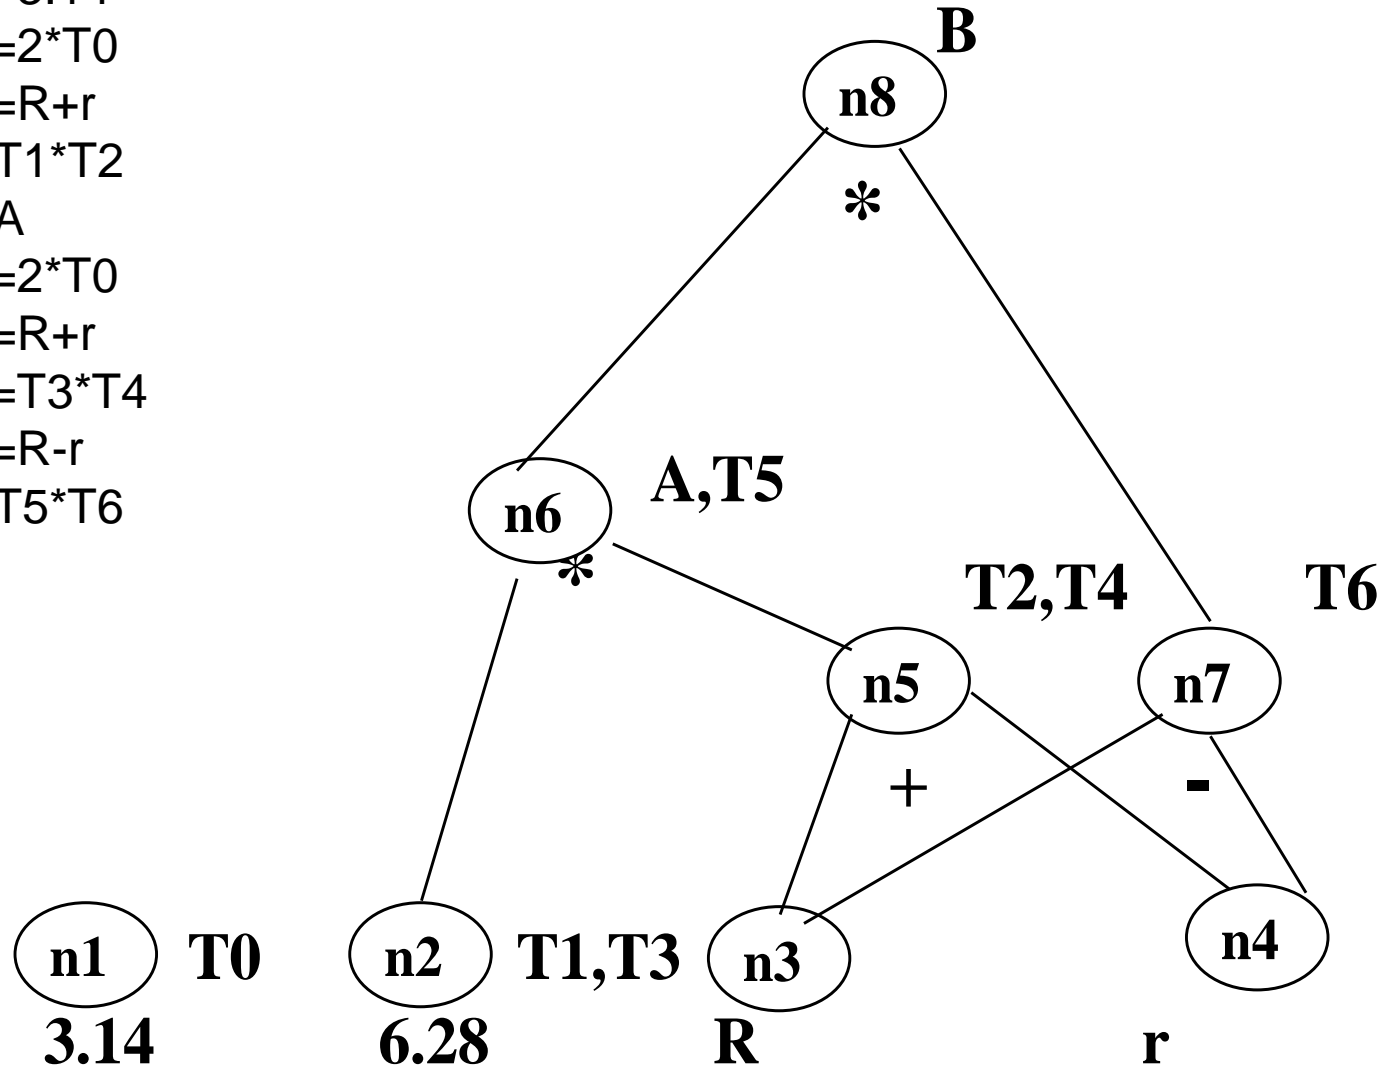 =2*T0
=R+r
T1*T2
A
=2*T0
=R+r
=T3*T4
=R-r
T5*T6
B
n8
*
A,T5
n6
*
T2,T4
T6
n5
n7
+
-
n1
T0
n2
T1,T3
n3
n4
3.14
6.28
R
r